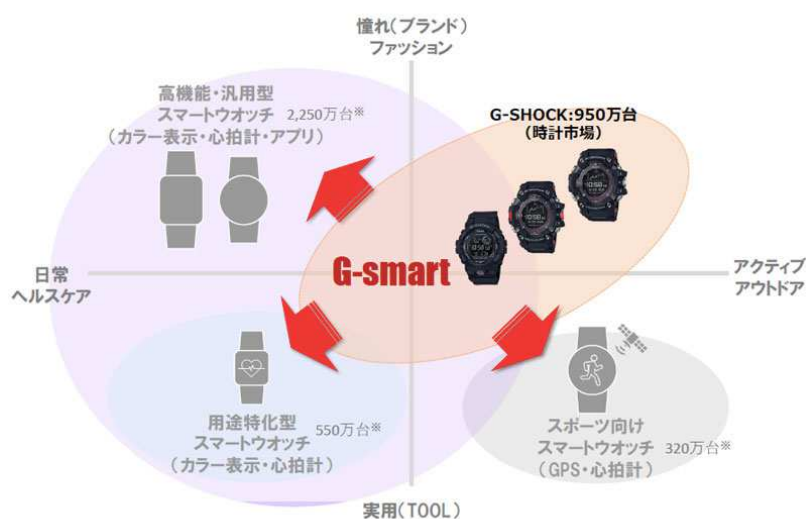 憧れ(ブランド)
ファッション
高機能・汎用型
スマートウオッチ 2,250万台※
(カラー表示・心拍計・アプリ)
G-SHOCK:950万台
(時計市場)
G-smart
日常
ヘルスケア
アクティブ
アウトドア
用途特化型
スマートウオッチ 550万台※
(カラー表示・心拍計)
スポーツ向け
スマートウオッチ 320万台※
(GPS・心拍計)
実用(TOOL)